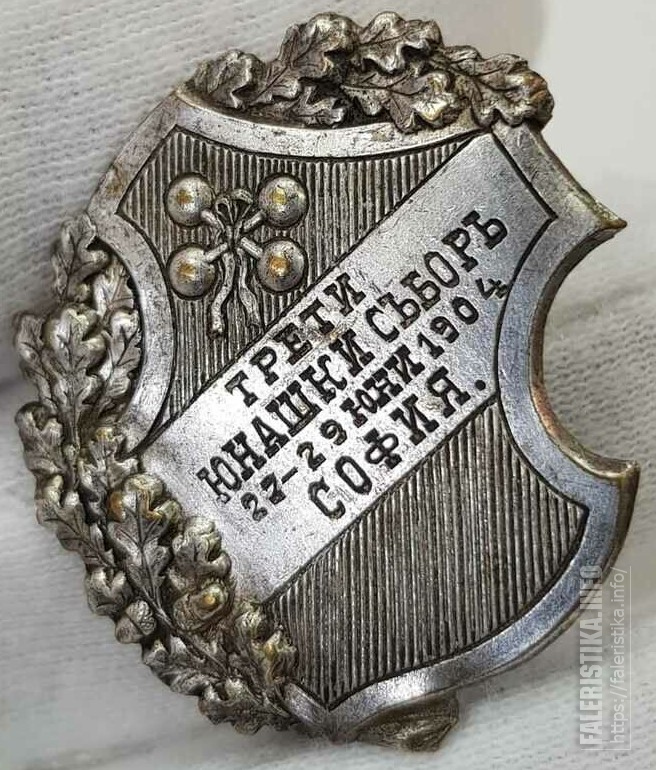 ТРЕТИ
ЮНАШКИ СЪБОРЪ
27–29 ЮНИ 1904
СОФИЯ.
FALERISTIKA.INFO
https://faleristika.info/